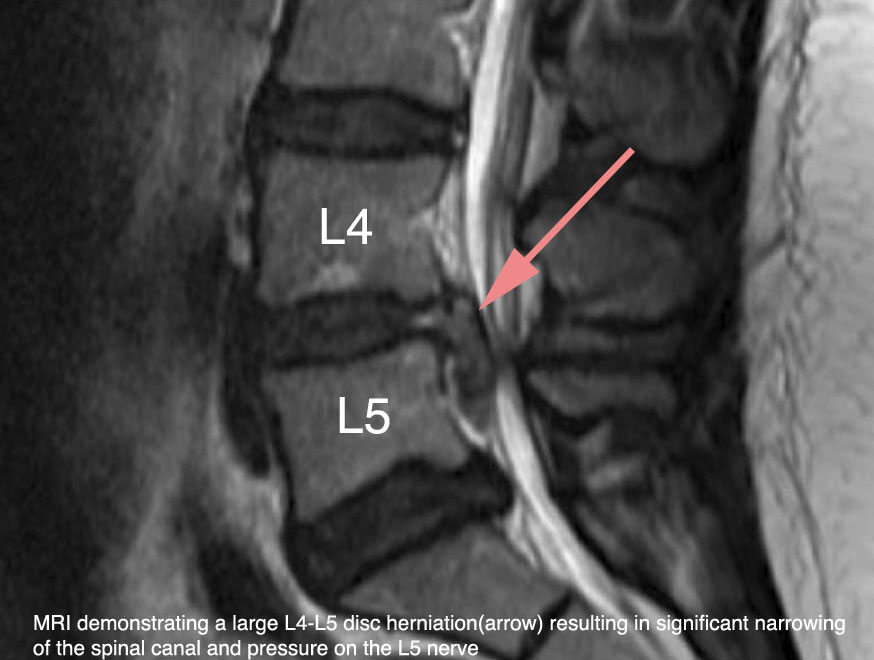 L4
L5
MRI demonstrating a large L4-L5 disc herniation(arrow) resulting in significant narrowing
of the spinal canal and pressure on the L5 nerve